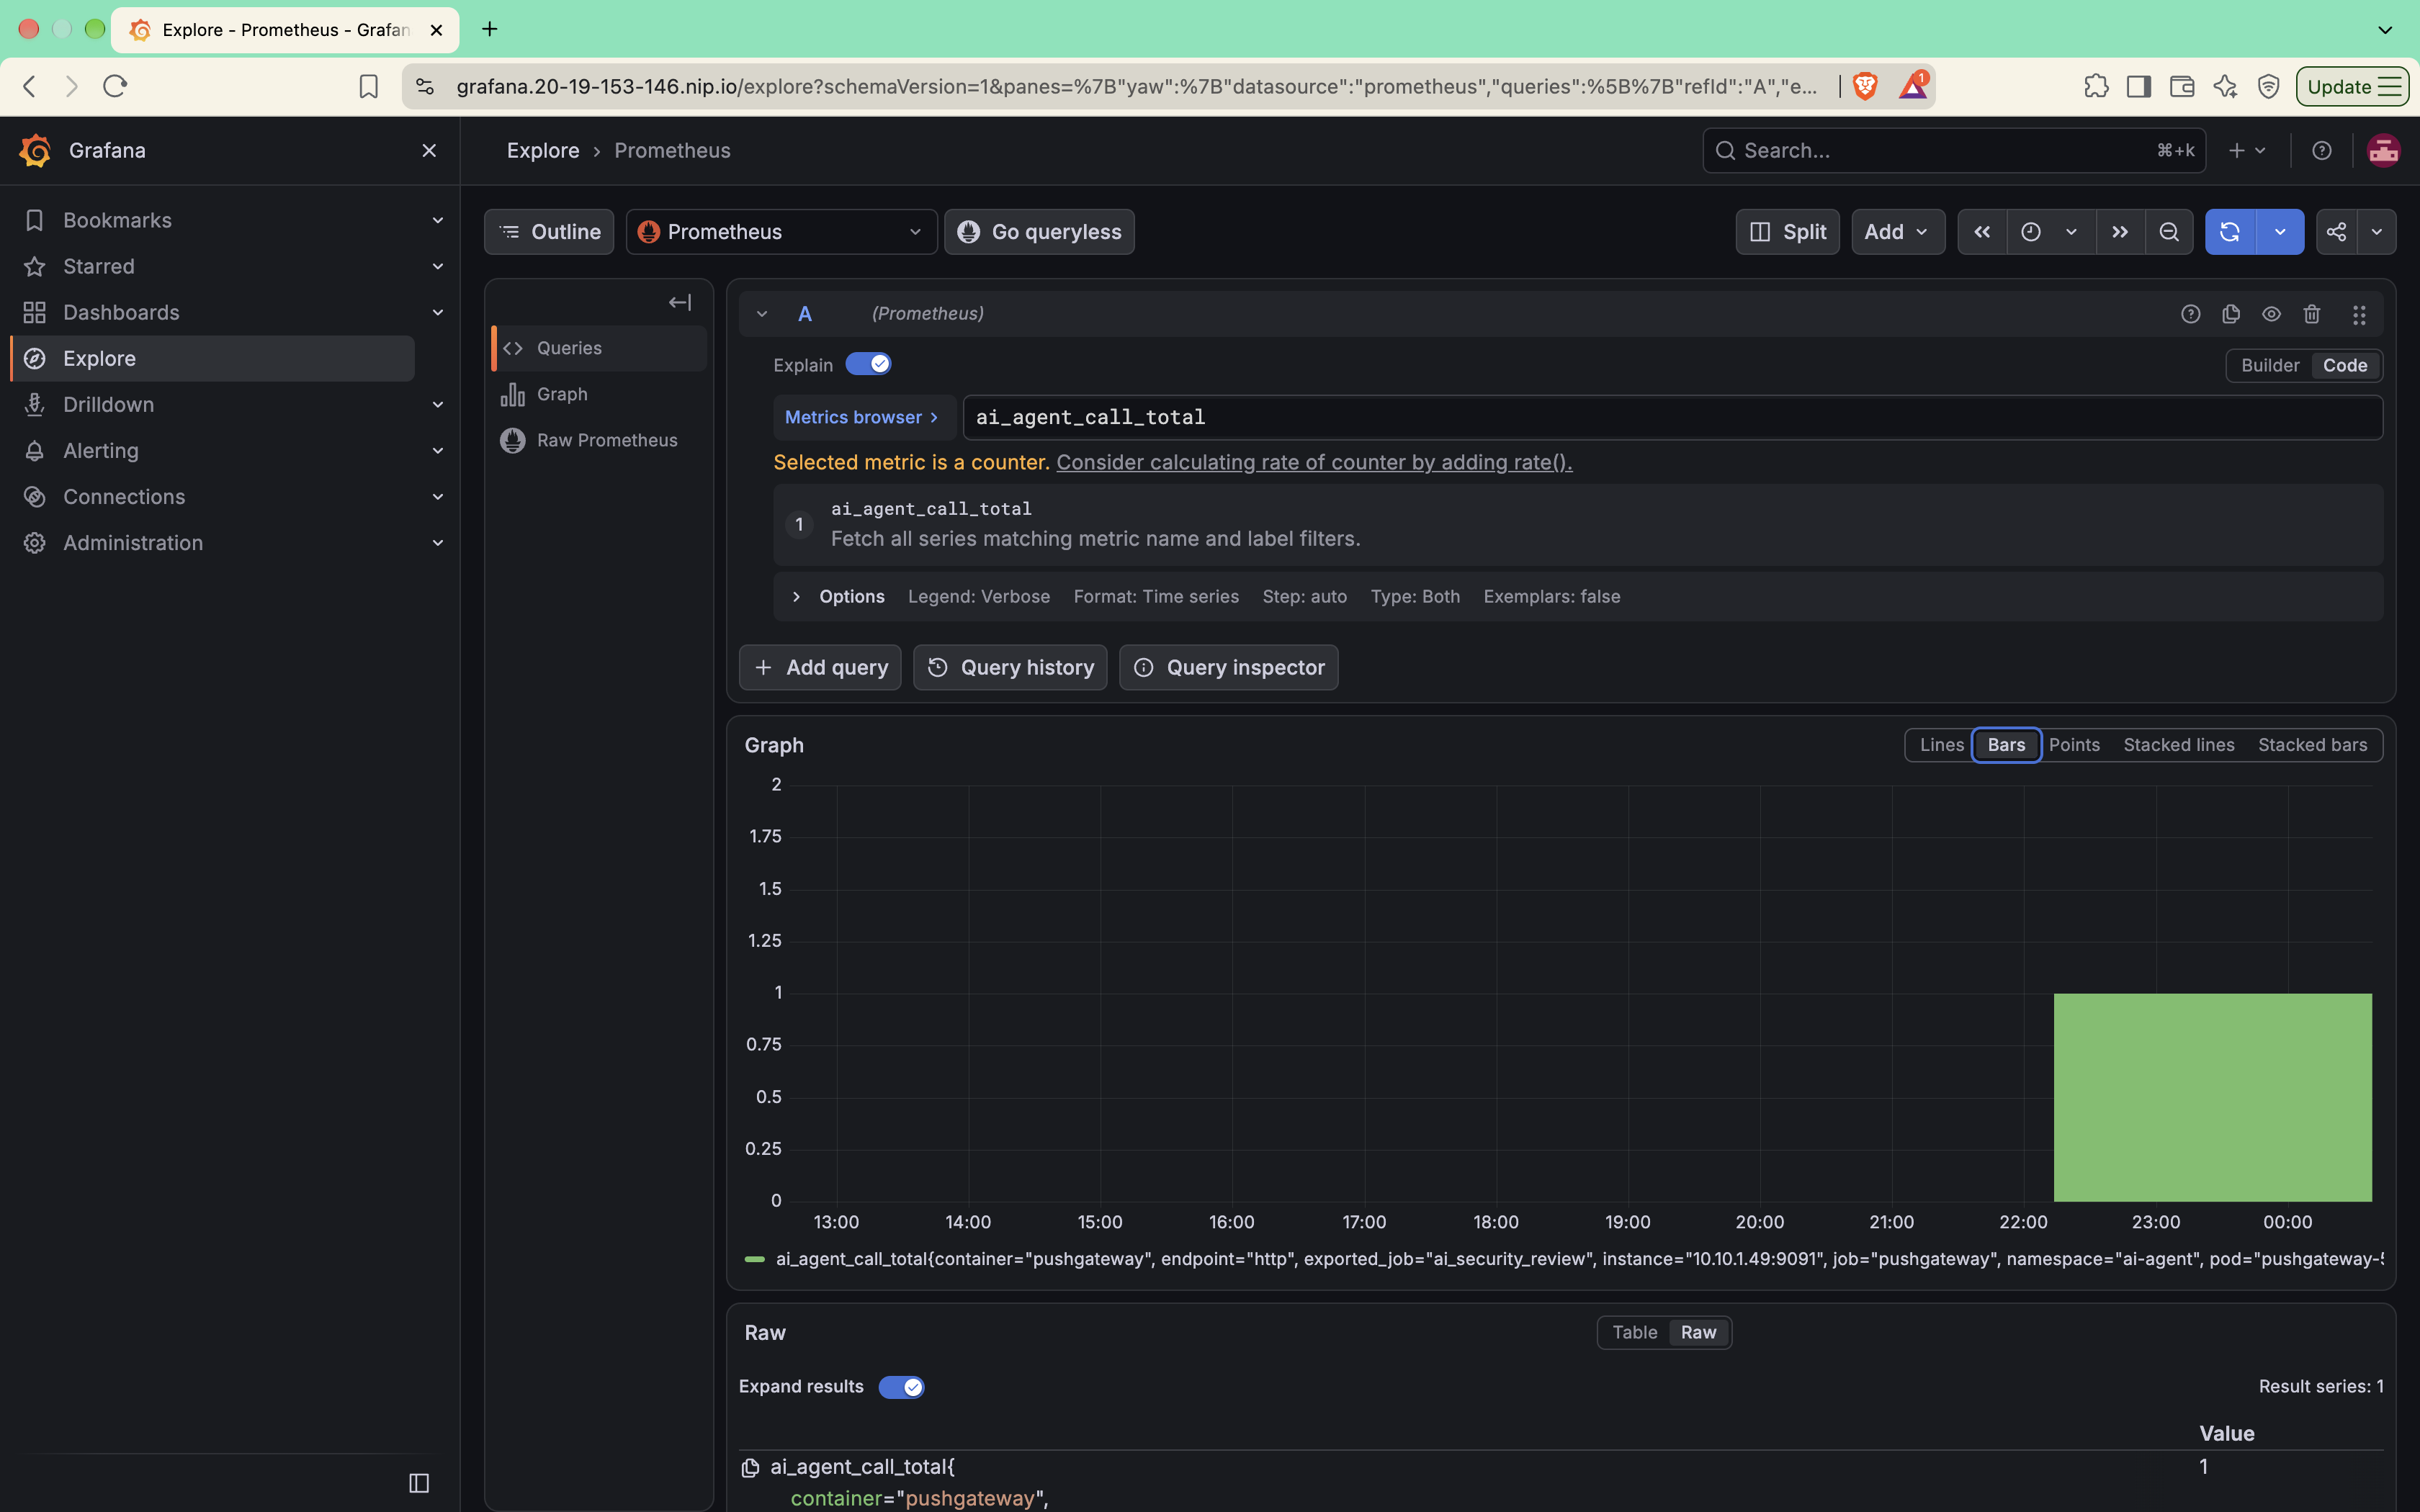 Explore - Prometheus - Grafan
grafana.20-19-153-146.nip.io/explore?schemaVersion=1&panes=%7B"yaw":%7B"datasource":"prometheus","queries":%5B%7B"refId":"A","e...
1
Update
Grafana
Explore › Prometheus
Search...
⌘+k
Bookmarks
Starred
Dashboards
Explore
Drilldown
Alerting
Connections
Administration
Outline
Prometheus
Go queryless
Split
Add
Queries
Graph
Raw Prometheus
A (Prometheus)
Explain
Builder Code
Metrics browser > ai_agent_call_total
Selected metric is a counter. Consider calculating rate of counter by adding rate().
1 ai_agent_call_total
Fetch all series matching metric name and label filters.
Options Legend: Verbose Format: Time series Step: auto Type: Both Exemplars: false
+ Add query Query history Query inspector
Graph
Lines Bars Points Stacked lines Stacked bars
2
1.75
1.5
1.25
1
0.75
0.5
0.25
0
13:00 14:00 15:00 16:00 17:00 18:00 19:00 20:00 21:00 22:00 23:00 00:00
ai_agent_call_total{container="pushgateway", endpoint="http", exported_job="ai_security_review", instance="10.10.1.49:9091", job="pushgateway", namespace="ai-agent", pod="pushgateway-5
Raw
Table Raw
Expand results
Result series: 1
Value
ai_agent_call_total{ 1
container="pushgateway",